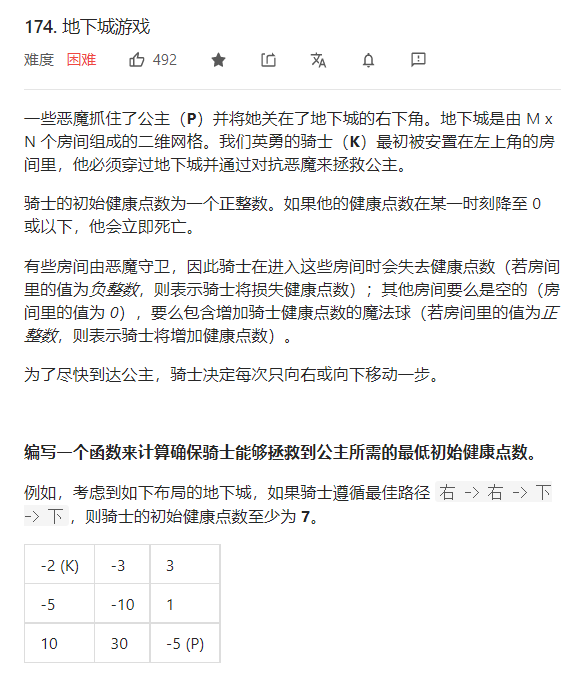 174. 地下城游戏
难度 困难 492
一些恶魔抓住了公主（P）并将她关在了地下城的右下角。地下城是由 M x
N 个房间组成的二维网格。我们英勇的骑士（K）最初被安置在左上角的房
间里，他必须穿过地下城并通过对抗恶魔来拯救公主。
骑士的初始健康点数为一个正整数。如果他的健康点数在某一时刻降至 0
或以下，他会立即死亡。
有些房间由恶魔守卫，因此骑士在进入这些房间时会失去健康点数（若房间
里的值为负整数，则表示骑士将损失健康点数）；其他房间要么是空的（房
间里的值为 0），要么包含增加骑士健康点数的魔法球（若房间里的值为正
整数，则表示骑士将增加健康点数）。
为了尽快到达公主，骑士决定每次只向右或向下移动一步。
编写一个函数来计算确保骑士能够拯救到公主所需的最低初始健康点数。
例如，考虑到如下布局的地下城，如果骑士遵循最佳路径 右 -> 右 -> 下
-> 下，则骑士的初始健康点数至少为 7。
-2 (K) -3 3
-5 -10 1
10 30 -5 (P)